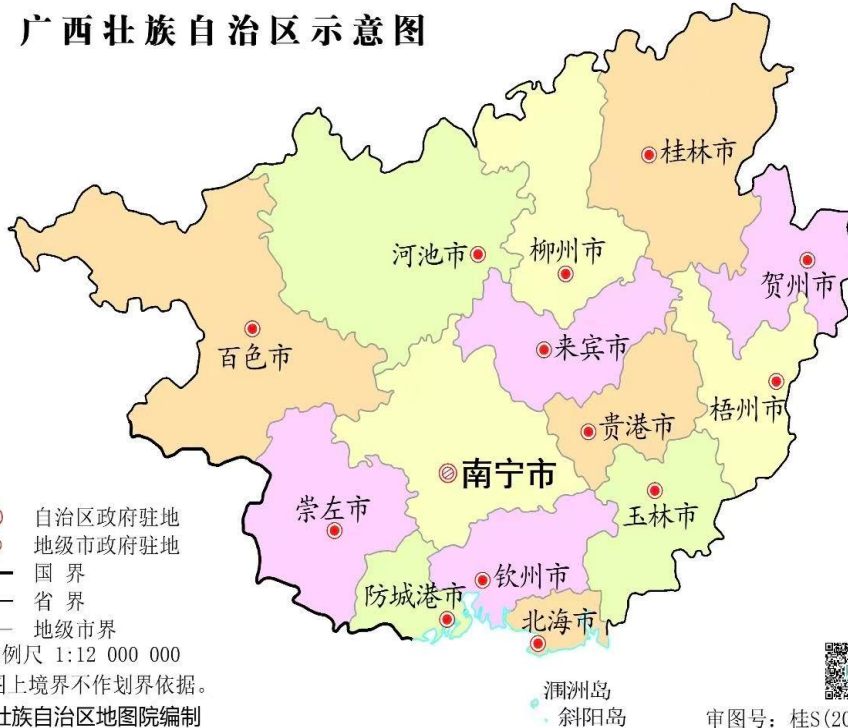 广西壮族自治区示意图
桂林市
河池市
柳州市
贺州市
百色市
来宾市
梧州市
贵港市
南宁市
崇左市
玉林市
钦州市
防城港市
北海市
涠洲岛
斜阳岛
自治区政府驻地
地级市政府驻地
国 界
省 界
地级市界
例尺 1:12 000 000
图上境界不作划界依据。
壮族自治区地图院编制
审图号：桂S(20